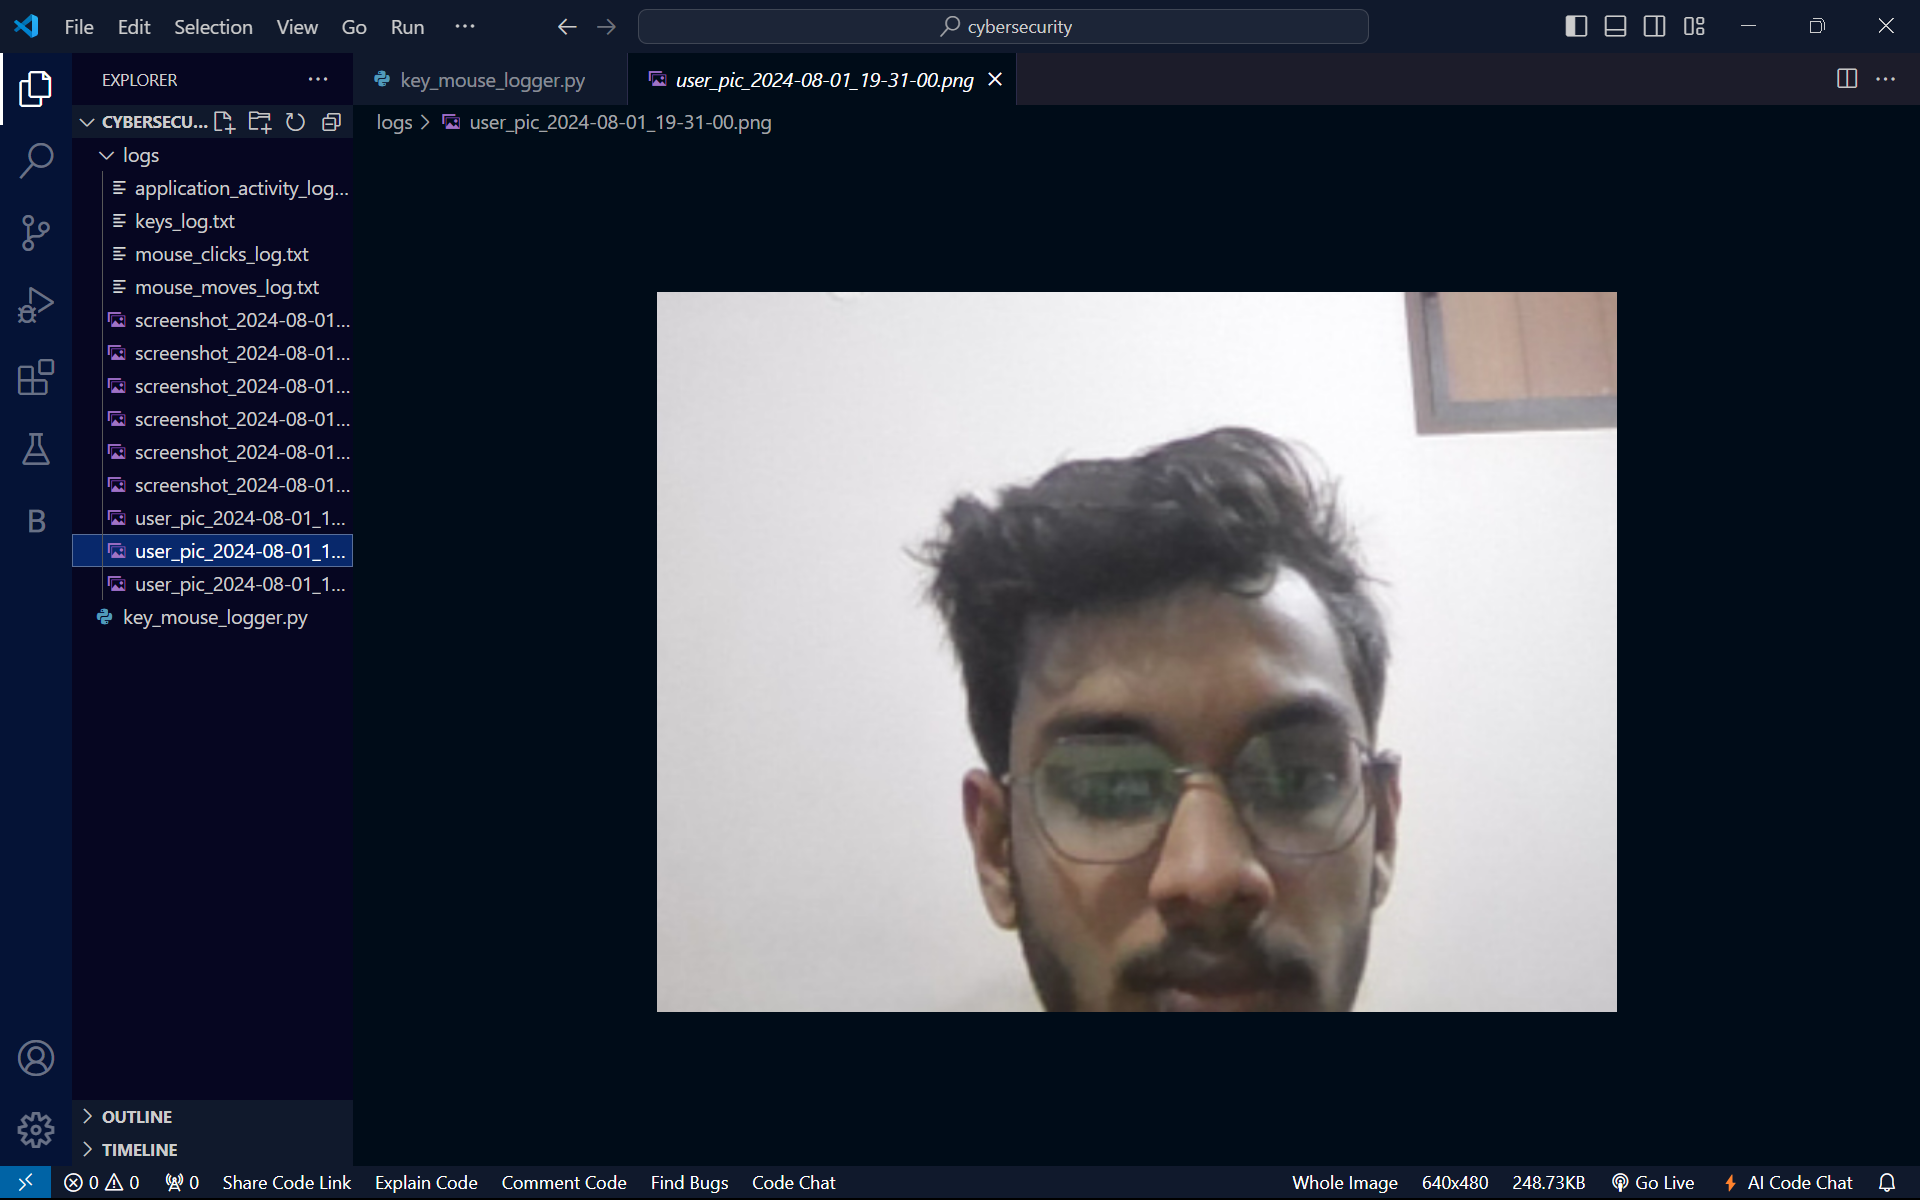 File Edit Selection View Go Run ...
cybersecurity
EXPLORER
key_mouse_logger.py
user_pic_2024-08-01_19-31-00.png
CYBERSECU...
logs > user_pic_2024-08-01_19-31-00.png
logs
application_activity_log...
keys_log.txt
mouse_clicks_log.txt
mouse_moves_log.txt
screenshot_2024-08-01...
screenshot_2024-08-01...
screenshot_2024-08-01...
screenshot_2024-08-01...
screenshot_2024-08-01...
screenshot_2024-08-01...
user_pic_2024-08-01_1...
user_pic_2024-08-01_1...
user_pic_2024-08-01_1...
key_mouse_logger.py
B
OUTLINE
TIMELINE
0 0 0 Share Code Link Explain Code Comment Code Find Bugs Code Chat Whole Image 640x480 248.73KB Go Live AI Code Chat